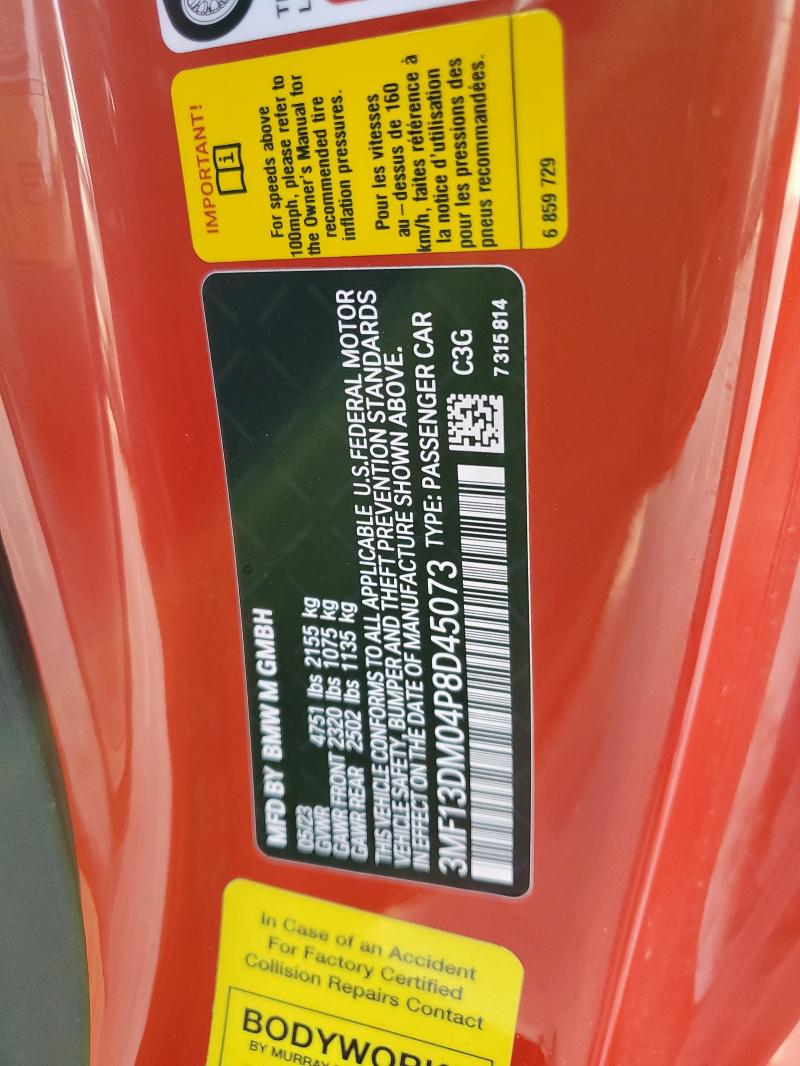 IMPORTANT!
For speeds above
100mph, please refer to
the Owner's Manual for
recommended tire
inflation pressures.
Pour les vitesses
au – dessus de 160
km/h, faites référence à
la notice d'utilisation
pour les pressions des
pneus recommandées.
6 859 729
MFD BY BMW M GMBH
05/23
GVWR 4751 lbs 2155 kg
GAWR FRONT 2320 lbs 1075 kg
GAWR REAR 2502 lbs 1135 kg
THIS VEHICLE CONFORMS TO ALL APPLICABLE U.S.FEDERAL MOTOR
VEHICLE SAFETY, BUMPER AND THEFT PREVENTION STANDARDS
IN EFFECT ON THE DATE OF MANUFACTURE SHOWN ABOVE.
3MF13DM04P8D45073 TYPE: PASSENGER CAR
C3G
7 315 814
In Case of an Accident
For Factory Certified
Collision Repairs Contact
BODYWORK
BY MURRAY